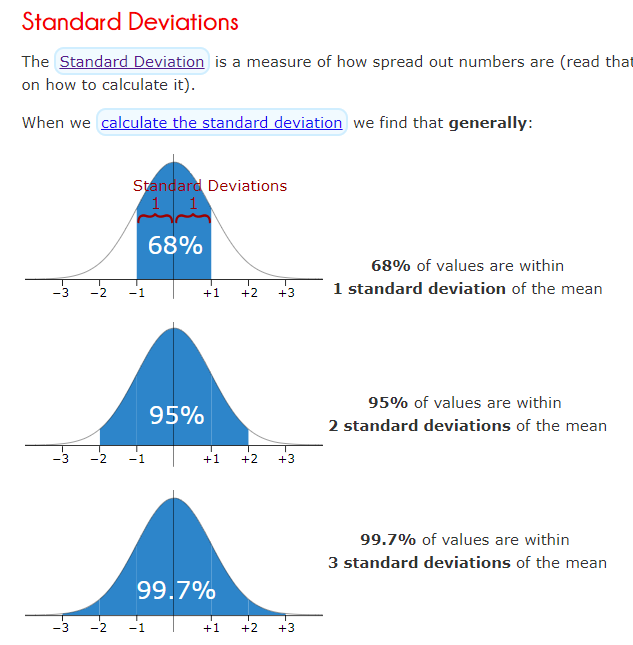 Standard Deviations
The Standard Deviation is a measure of how spread out numbers are (read that
on how to calculate it).
When we calculate the standard deviation we find that generally:
Standard Deviations
1 1
68%
−3 −2 −1 +1 +2 +3
68% of values are within
1 standard deviation of the mean
95%
−3 −2 −1 +1 +2 +3
95% of values are within
2 standard deviations of the mean
99.7%
−3 −2 −1 +1 +2 +3
99.7% of values are within
3 standard deviations of the mean